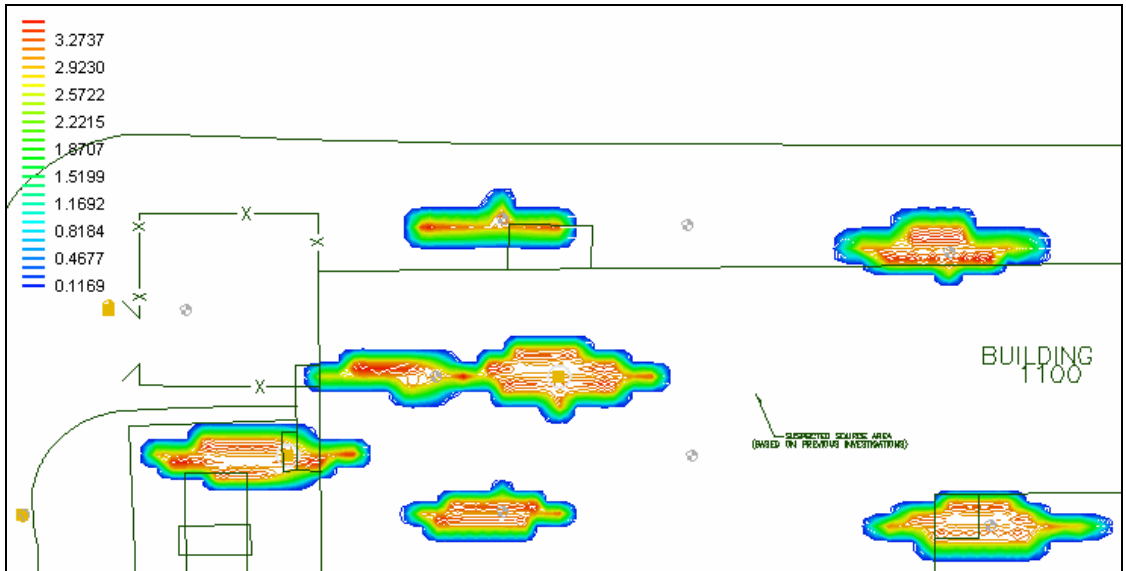 3.2737
2.9230
2.5722
2.2215
1.8707
1.5199
1.1692
0.8184
0.4677
0.1169
X
X
X
X
X
BUILDING
1100
SUSPECTED SOURCE AREA
(BASED ON PREVIOUS INVESTIGATIONS)